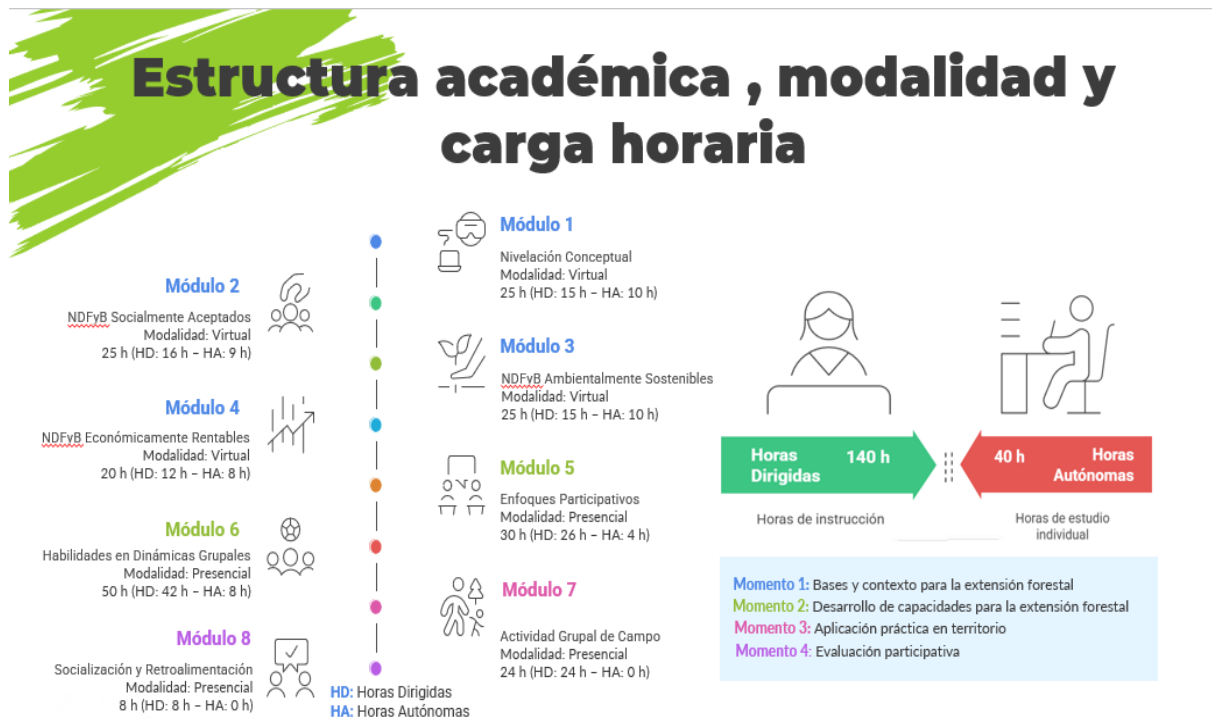 Estructura académica , modalidad y
carga horaria
Módulo 1
Nivelación Conceptual
Modalidad: Virtual
25 h (HD: 15 h – HA: 10 h)
Módulo 2
NDFyB Socialmente Aceptados
Modalidad: Virtual
25 h (HD: 16 h – HA: 9 h)
Módulo 3
NDFyB Ambientalmente Sostenibles
Modalidad: Virtual
25 h (HD: 15 h – HA: 10 h)
Módulo 4
NDFyB Económicamente Rentables
Modalidad: Virtual
20 h (HD: 12 h – HA: 8 h)
Módulo 5
Enfoques Participativos
Modalidad: Presencial
30 h (HD: 26 h – HA: 4 h)
Módulo 6
Habilidades en Dinámicas Grupales
Modalidad: Presencial
50 h (HD: 42 h – HA: 8 h)
Módulo 7
Actividad Grupal de Campo
Modalidad: Presencial
24 h (HD: 24 h – HA: 0 h)
Módulo 8
Socialización y Retroalimentación
Modalidad: Presencial
8 h (HD: 8 h – HA: 0 h)
HD: Horas Dirigidas
HA: Horas Autónomas
Horas
Dirigidas
140 h
40 h
Horas
Autónomas
Horas de instrucción
Horas de estudio
individual
Momento 1: Bases y contexto para la extensión forestal
Momento 2: Desarrollo de capacidades para la extensión forestal
Momento 3: Aplicación práctica en territorio
Momento 4: Evaluación participativa